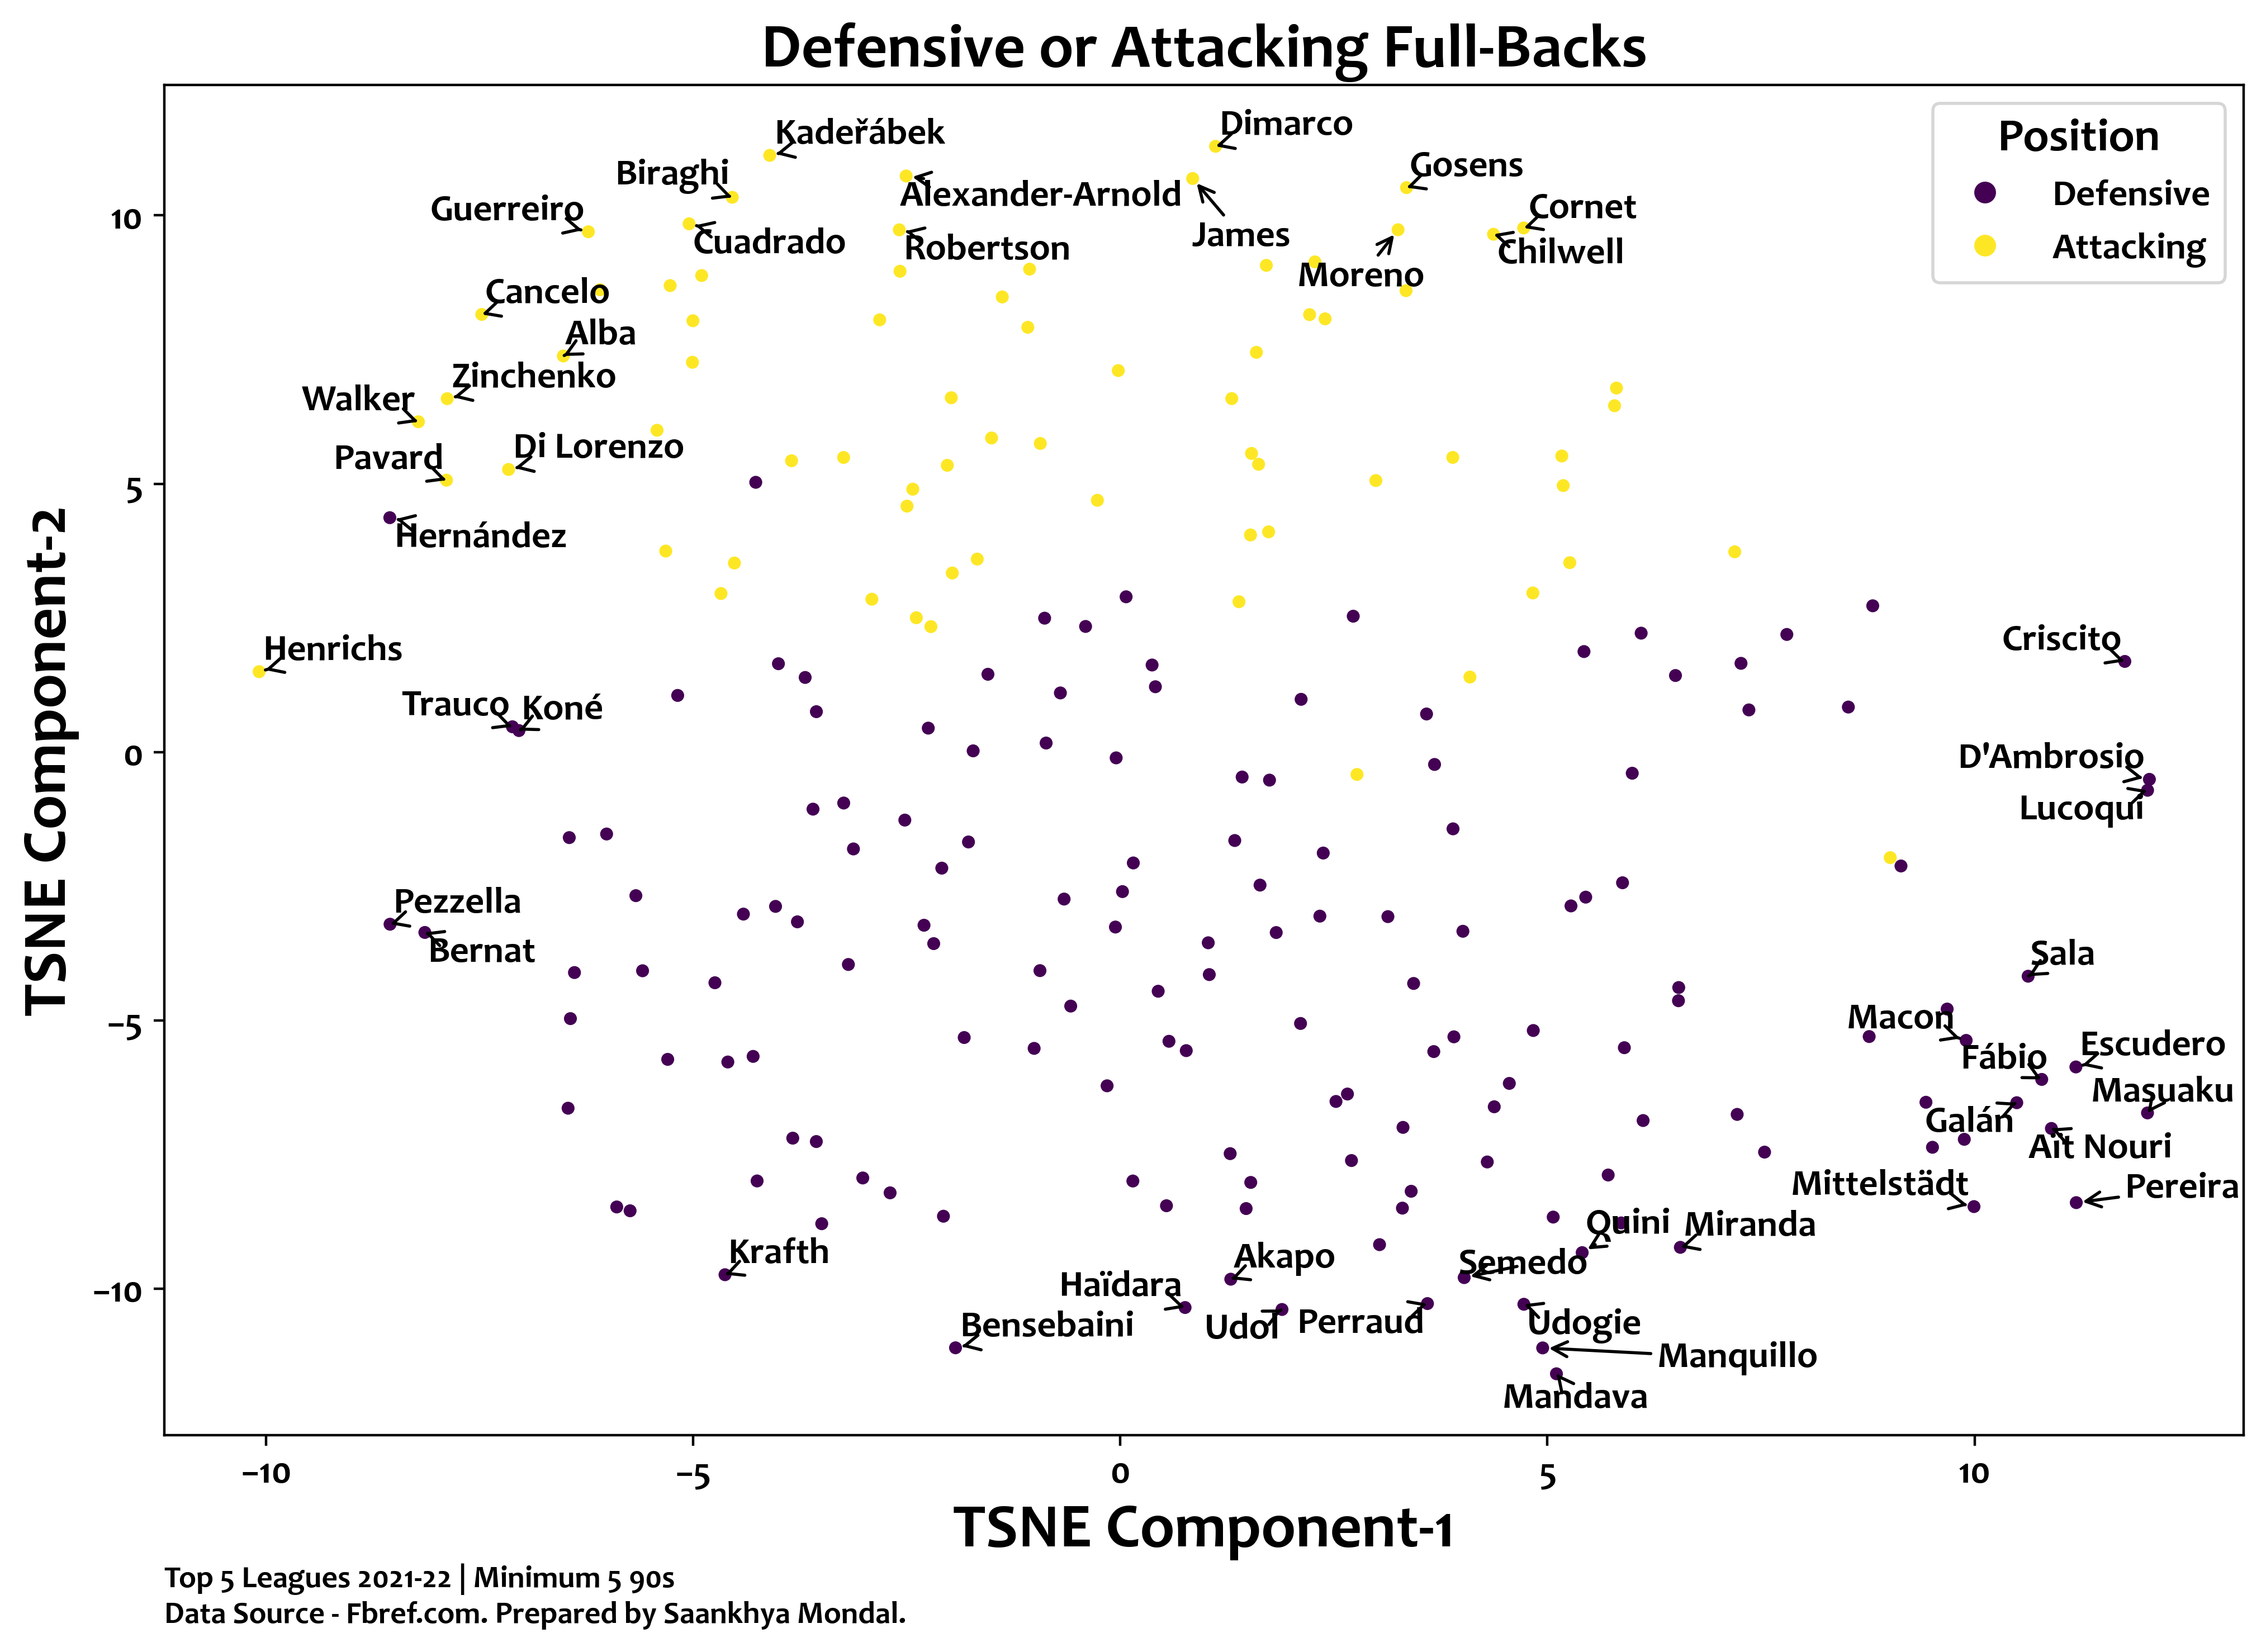 Defensive or Attacking Full-Backs
Position
Defensive
Attacking
Kadeřábek
Dimarco
Biraghi
Gosens
Alexander-Arnold
Guerreiro
Cornet
Cuadrado
Robertson
James
Chilwell
Moreno
Cancelo
Alba
Zinchenko
Walker
Di Lorenzo
Pavard
Hernández
Henrichs
Criscito
Trauco
Koné
D'Ambrosio
Lucoqui
Pezzella
Bernat
Sala
Macon
Escudero
Fábio
Masuaku
Galán
Aït Nouri
Mittelstädt
Pereira
Quini
Miranda
Krafth
Akapo
Semedo
Haïdara
Bensebaini
Udol
Perraud
Udogie
Manquillo
Mandava
10
5
0
−5
−10
TSNE Component-2
−10
−5
0
5
10
TSNE Component-1
Top 5 Leagues 2021-22 | Minimum 5 90s
Data Source - Fbref.com. Prepared by Saankhya Mondal.